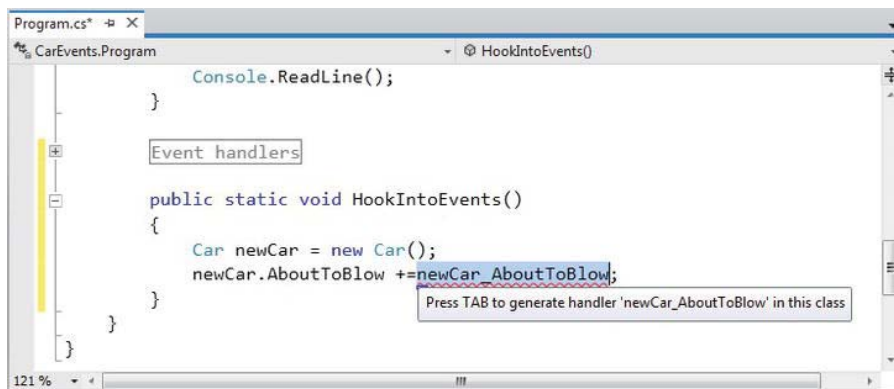 Program.cs*
CarEvents.Program
HookIntoEvents()
Console.ReadLine();
}
Event handlers
public static void HookIntoEvents()
{
Car newCar = new Car();
newCar.AboutToBlow +=newCar_AboutToBlow;
}
Press TAB to generate handler 'newCar_AboutToBlow' in this class
}
}
121 %